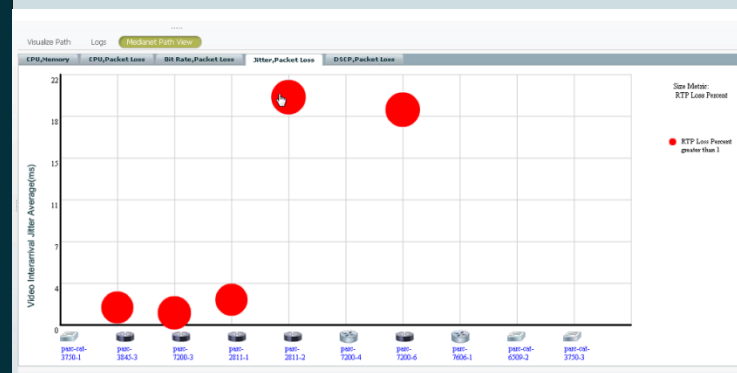 Visualize Path Logs Medianet Path View
CPU,Memory CPU,Packet Loss Bit Rate,Packet Loss Jitter,Packet Loss DSCP,Packet Loss
Video Interarrival Jitter Average(ms)
22
18
15
11
7
4
0
Size Metric:
RTP Loss Percent
RTP Loss Percent
greater than 1
parc-cat-
3750-1
parc-
3845-3
parc-
7200-3
parc-
2811-1
parc-
2811-2
parc-
7200-4
parc-
7200-6
parc-
7606-1
parc-cat-
6509-2
parc-cat-
3750-3